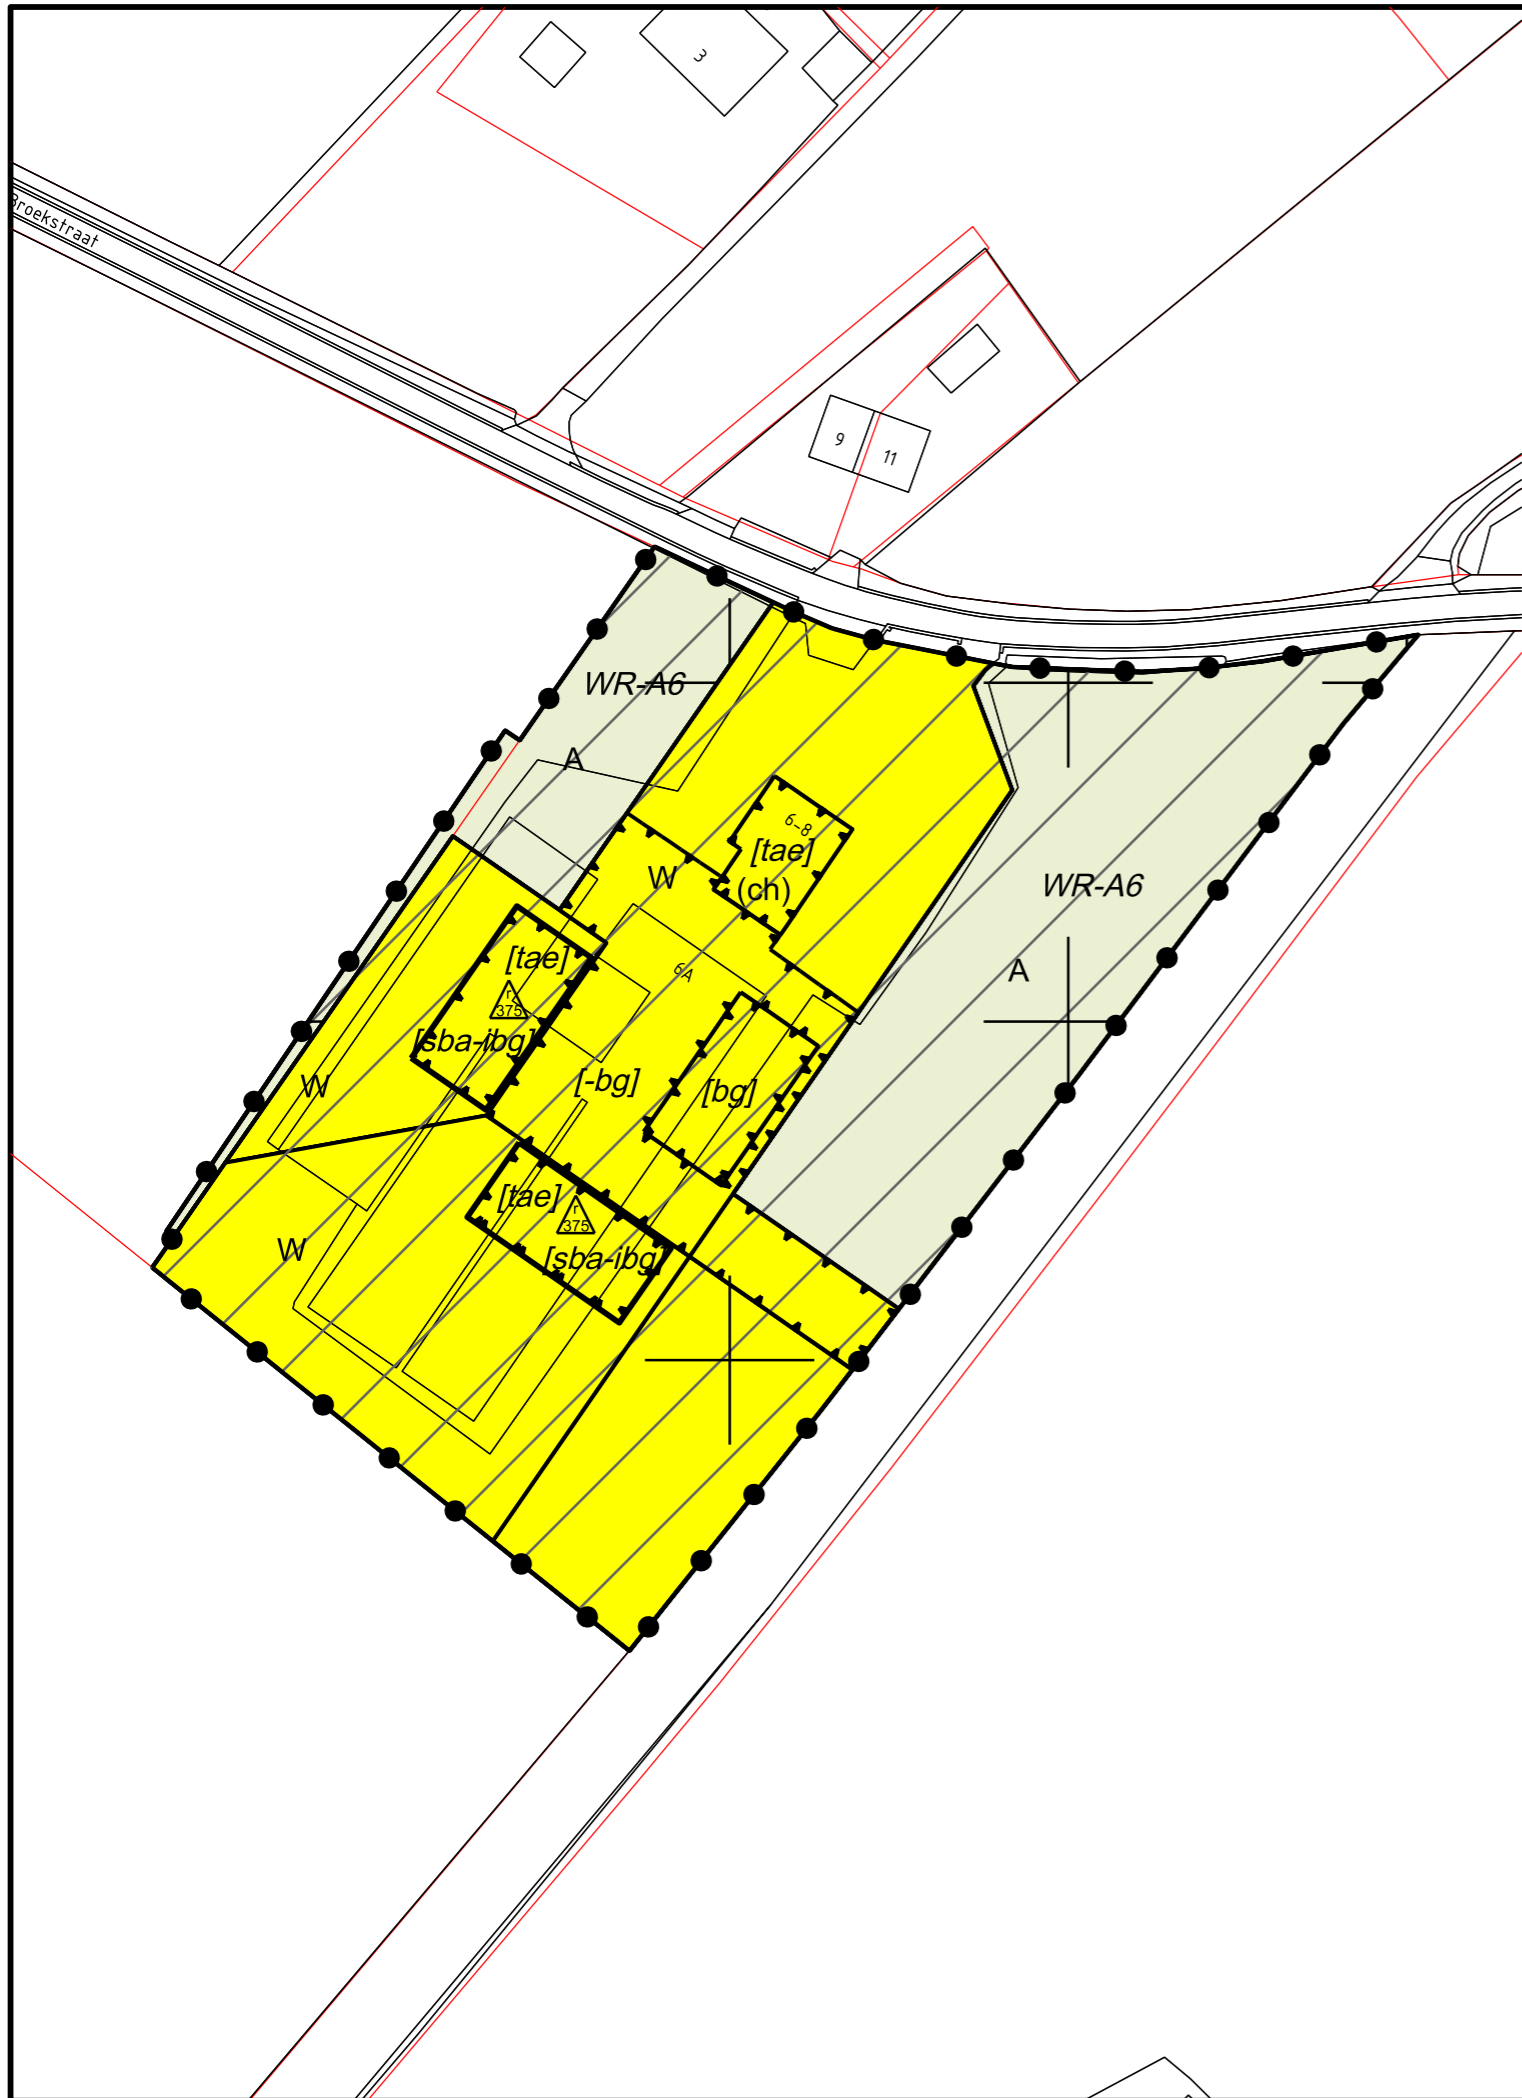 3
Broekstraat
9
11
WR-A6
A
6-8
[tae]
W
(ch)
WR-A6
[tae]
6A
A
r
375
[sba-ibg]
[-bg]
W
[bg]
[tae]
r
375
W
[sba-ibg]